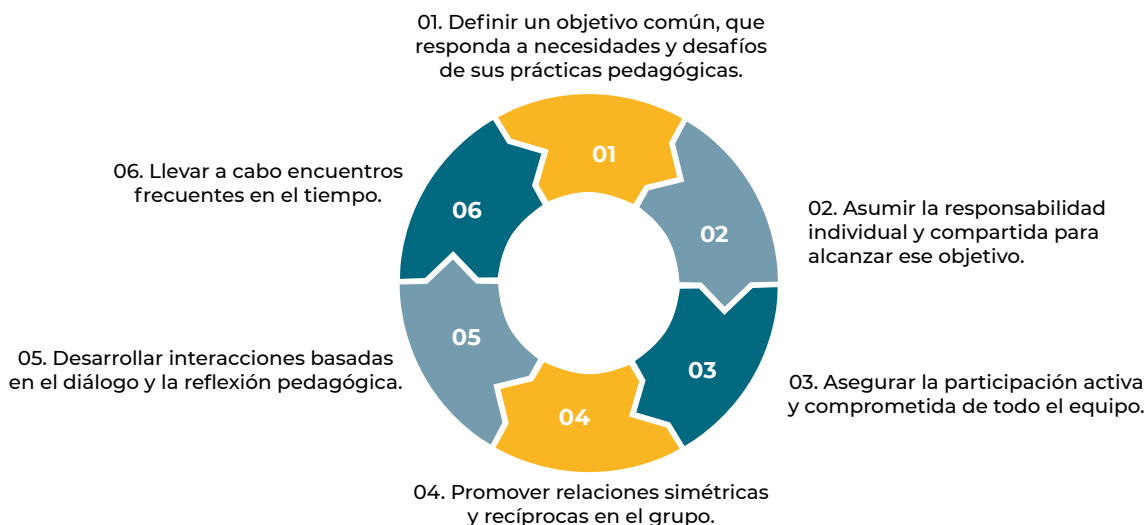 01. Definir un objetivo común, que
responda a necesidades y desafíos
de sus prácticas pedagógicas.
01
02
02. Asumir la responsabilidad
individual y compartida para
alcanzar ese objetivo.
03
03. Asegurar la participación activa
y comprometida de todo el equipo.
04
04. Promover relaciones simétricas
y recíprocas en el grupo.
05
05. Desarrollar interacciones basadas
en el diálogo y la reflexión pedagógica.
06
06. Llevar a cabo encuentros
frecuentes en el tiempo.